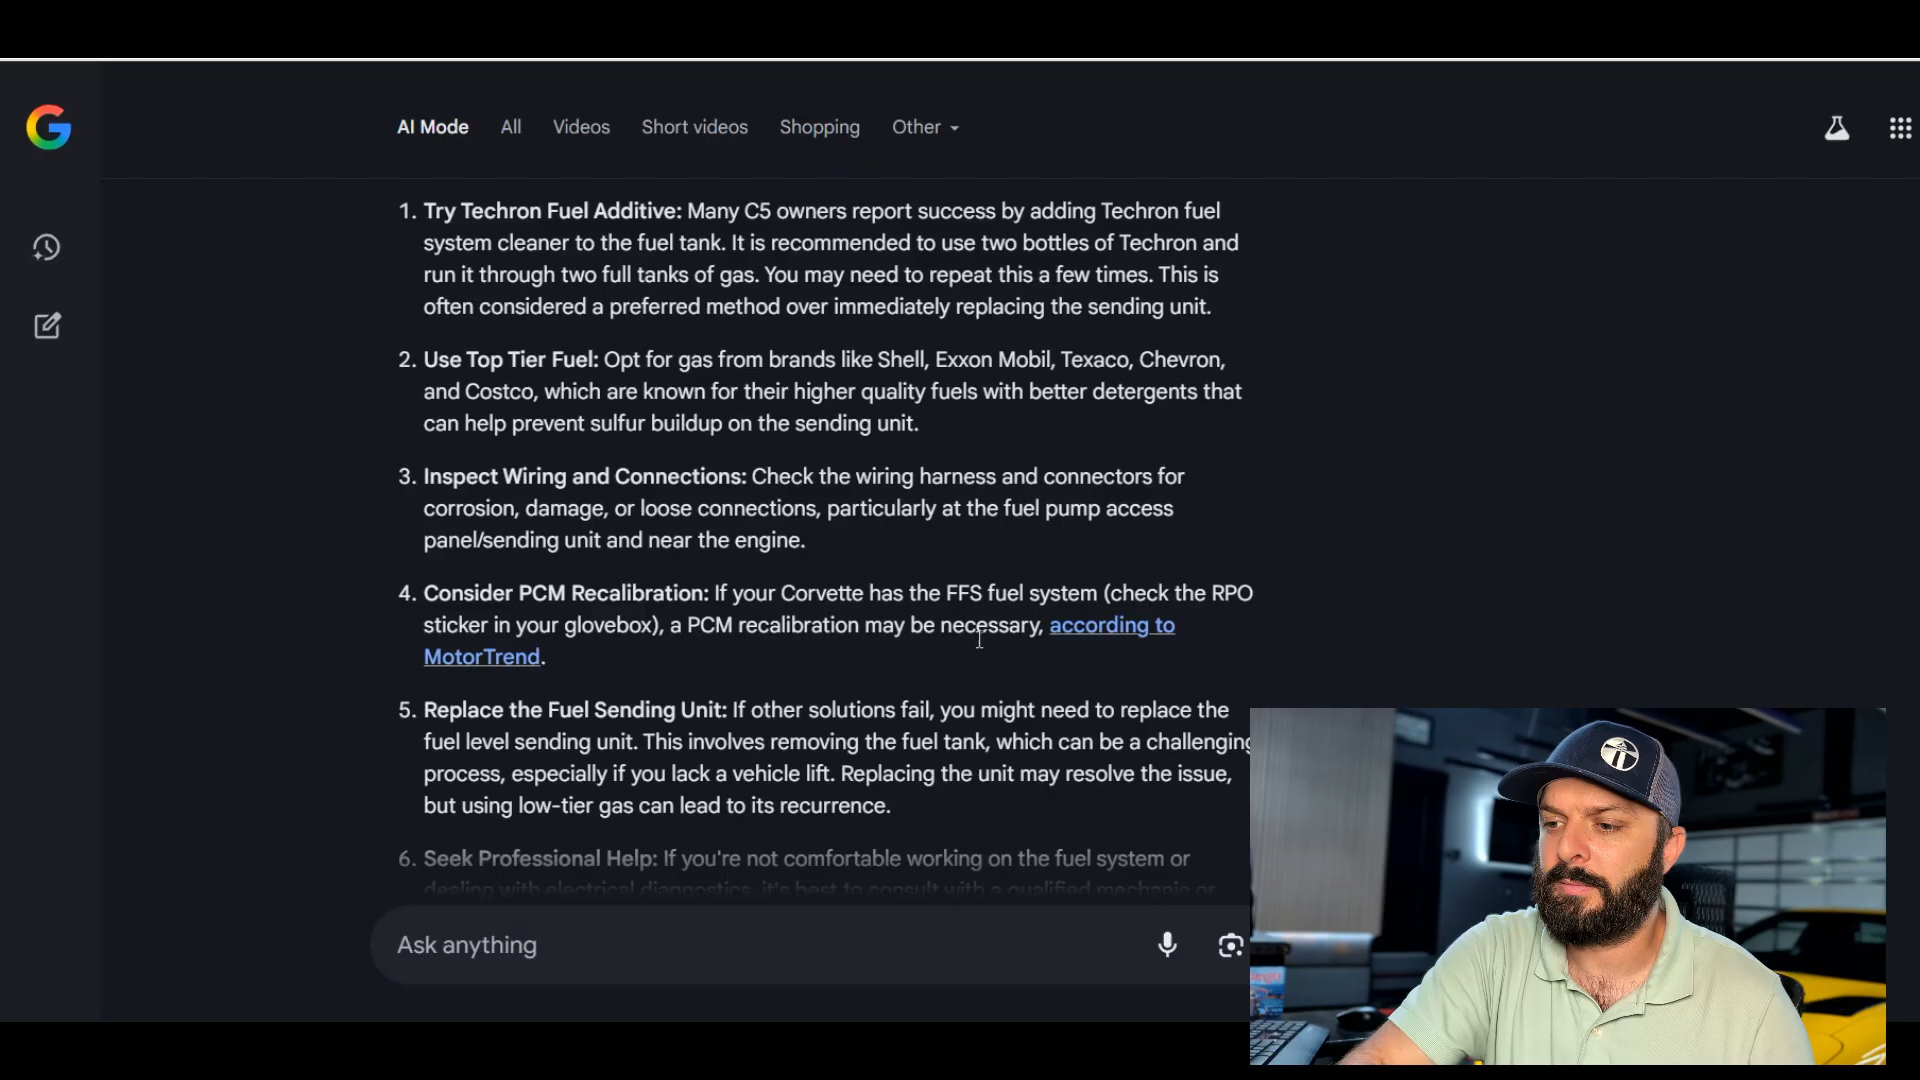 AI Mode All Videos Short videos Shopping Other
1. Try Techron Fuel Additive: Many C5 owners report success by adding Techron fuel
system cleaner to the fuel tank. It is recommended to use two bottles of Techron and
run it through two full tanks of gas. You may need to repeat this a few times. This is
often considered a preferred method over immediately replacing the sending unit.
2. Use Top Tier Fuel: Opt for gas from brands like Shell, Exxon Mobil, Texaco, Chevron,
and Costco, which are known for their higher quality fuels with better detergents that
can help prevent sulfur buildup on the sending unit.
3. Inspect Wiring and Connections: Check the wiring harness and connectors for
corrosion, damage, or loose connections, particularly at the fuel pump access
panel/sending unit and near the engine.
4. Consider PCM Recalibration: If your Corvette has the FFS fuel system (check the RPO
sticker in your glovebox), a PCM recalibration may be necessary, according to
MotorTrend.
5. Replace the Fuel Sending Unit: If other solutions fail, you might need to replace the
fuel level sending unit. This involves removing the fuel tank, which can be a challenging
process, especially if you lack a vehicle lift. Replacing the unit may resolve the issue,
but using low-tier gas can lead to its recurrence.
6. Seek Professional Help: If you're not comfortable working on the fuel system or
dealing with electrical diagnostics, it's best to consult with a qualified mechanic or
Ask anything